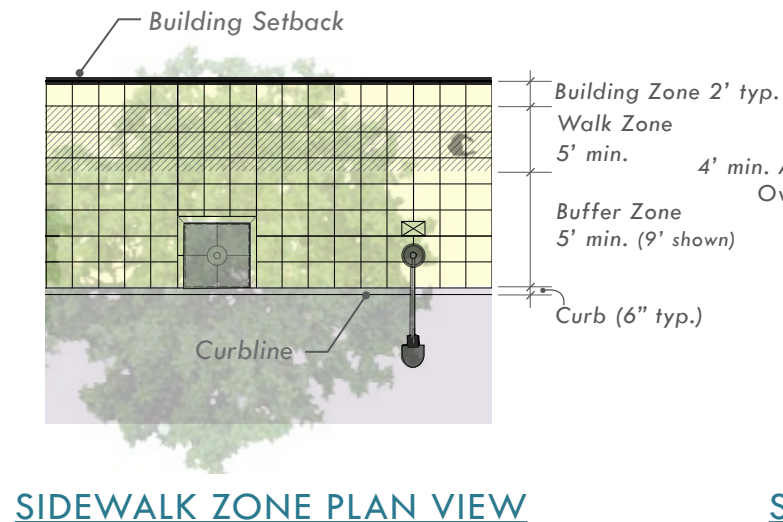 Building Setback
Building Zone 2’ typ.
Walk Zone
5’ min.
4’ min.
Buffer Zone
5’ min. (9’ shown)
Curb (6” typ.)
Curbline
SIDEWALK ZONE PLAN VIEW